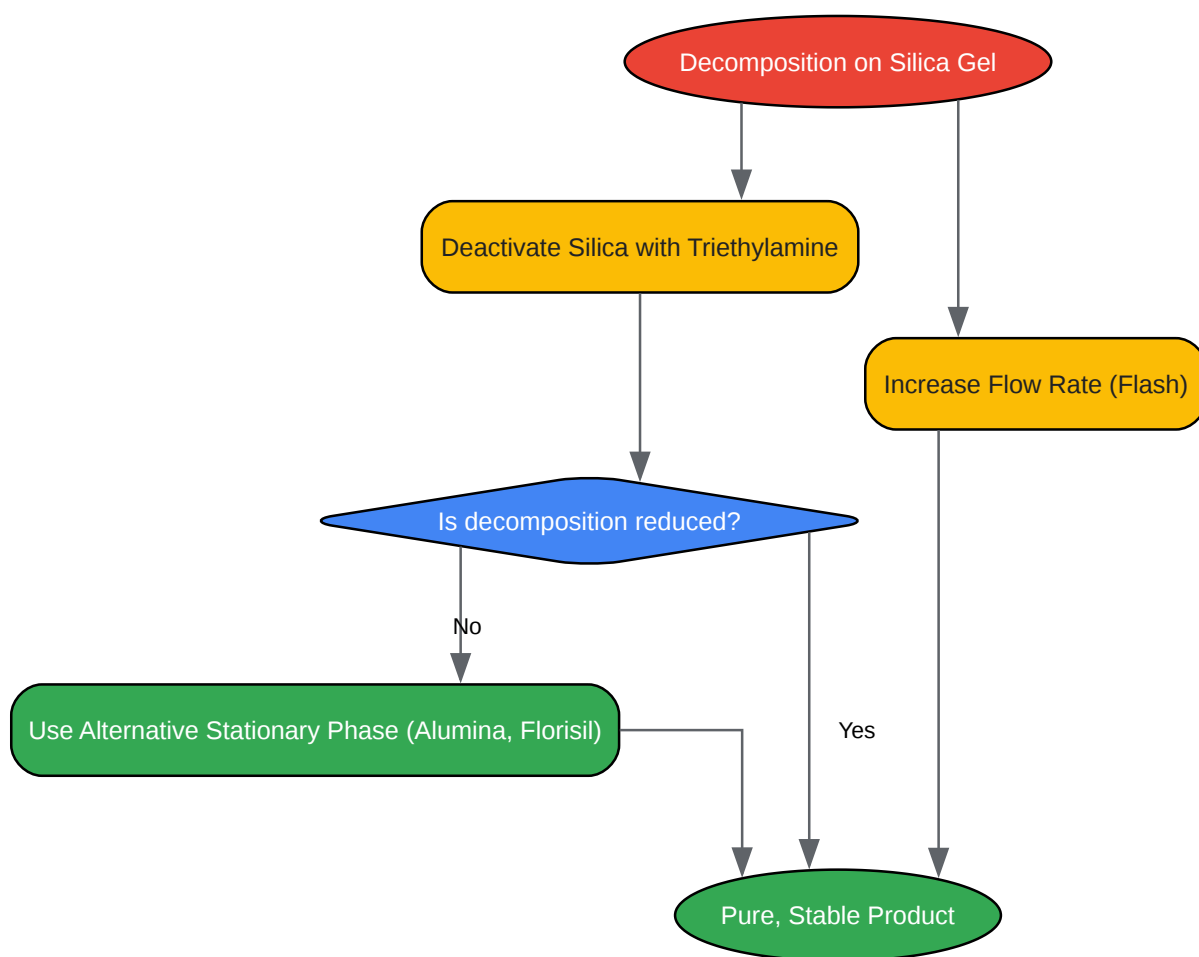 Decomposition on Silica Gel
Deactivate Silica with Triethylamine
Increase Flow Rate (Flash)
Is decomposition reduced?
No
Use Alternative Stationary Phase (Alumina, Florisil)
Yes
Pure, Stable Product